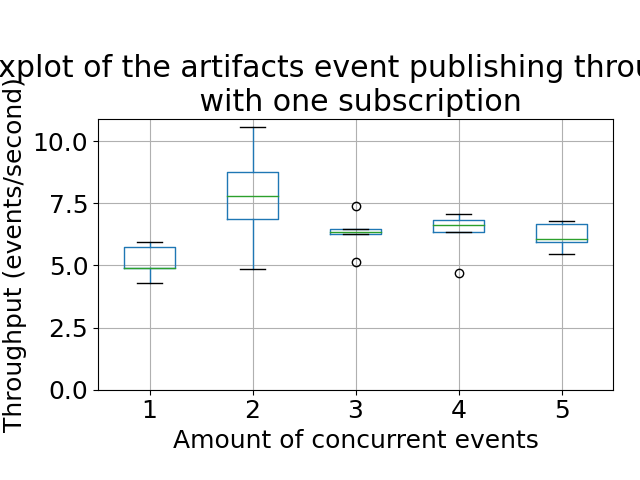 xplot of the artifacts event publishing throu
with one subscription
Throughput (events/second)
10.0
7.5
5.0
2.5
0.0
1 2 3 4 5
Amount of concurrent events